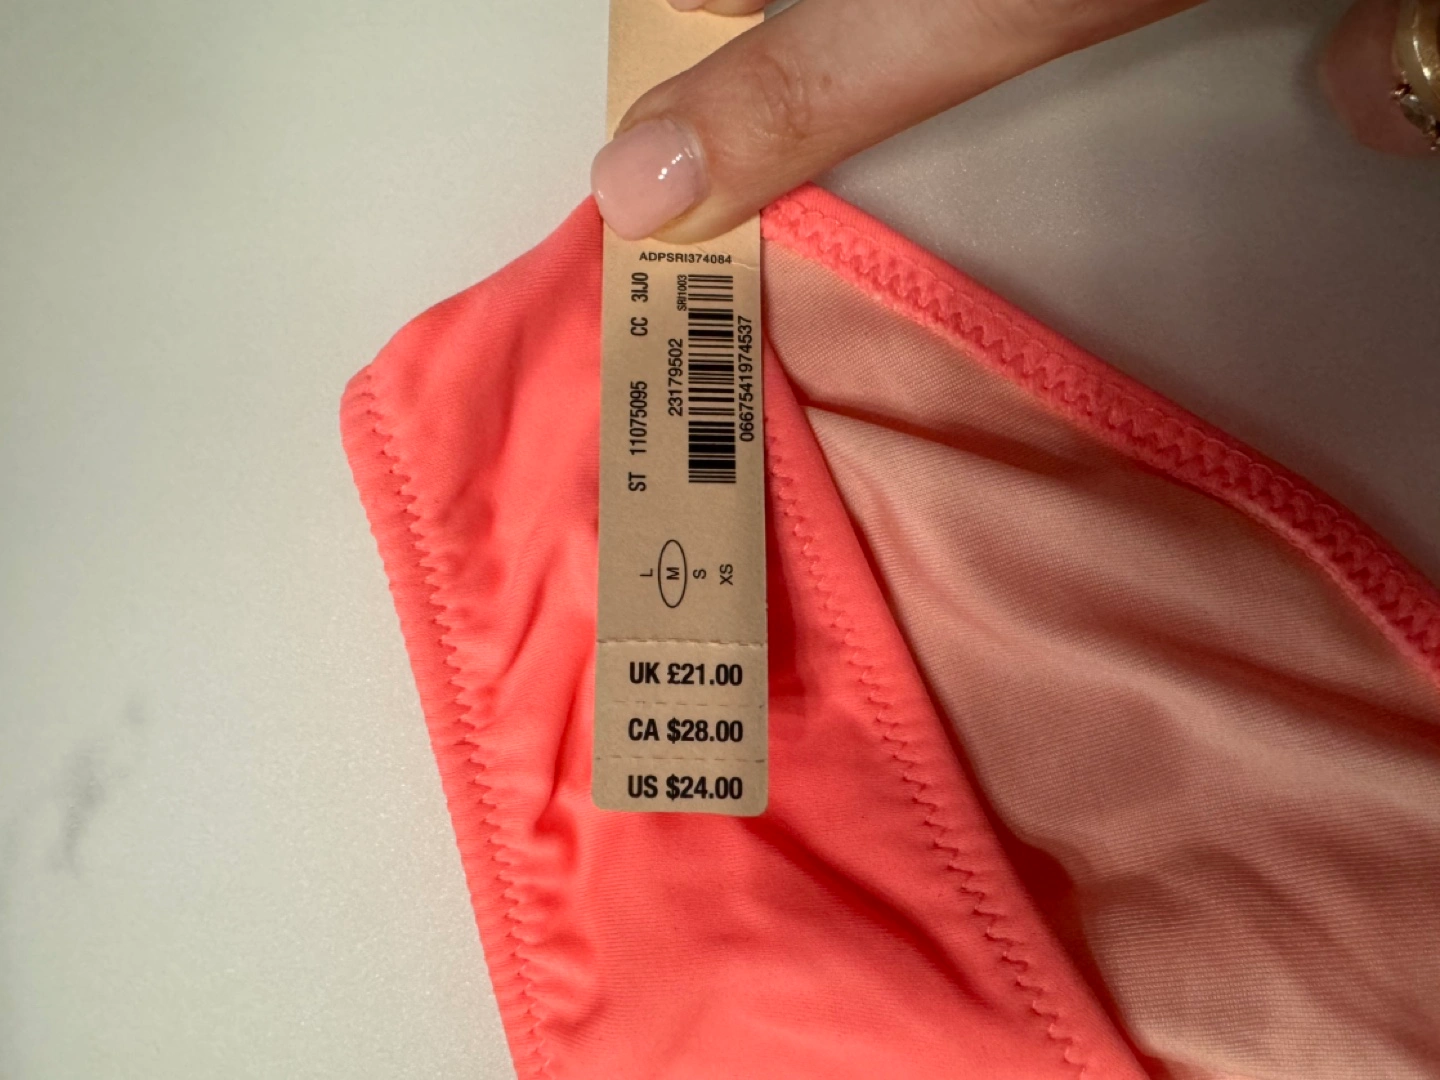 ADPSRI374084
ST 11075095 CC 3IJ0
23179502
SRI1003
0667541974537
L
M
S
XS
UK £21.00
CA $28.00
US $24.00